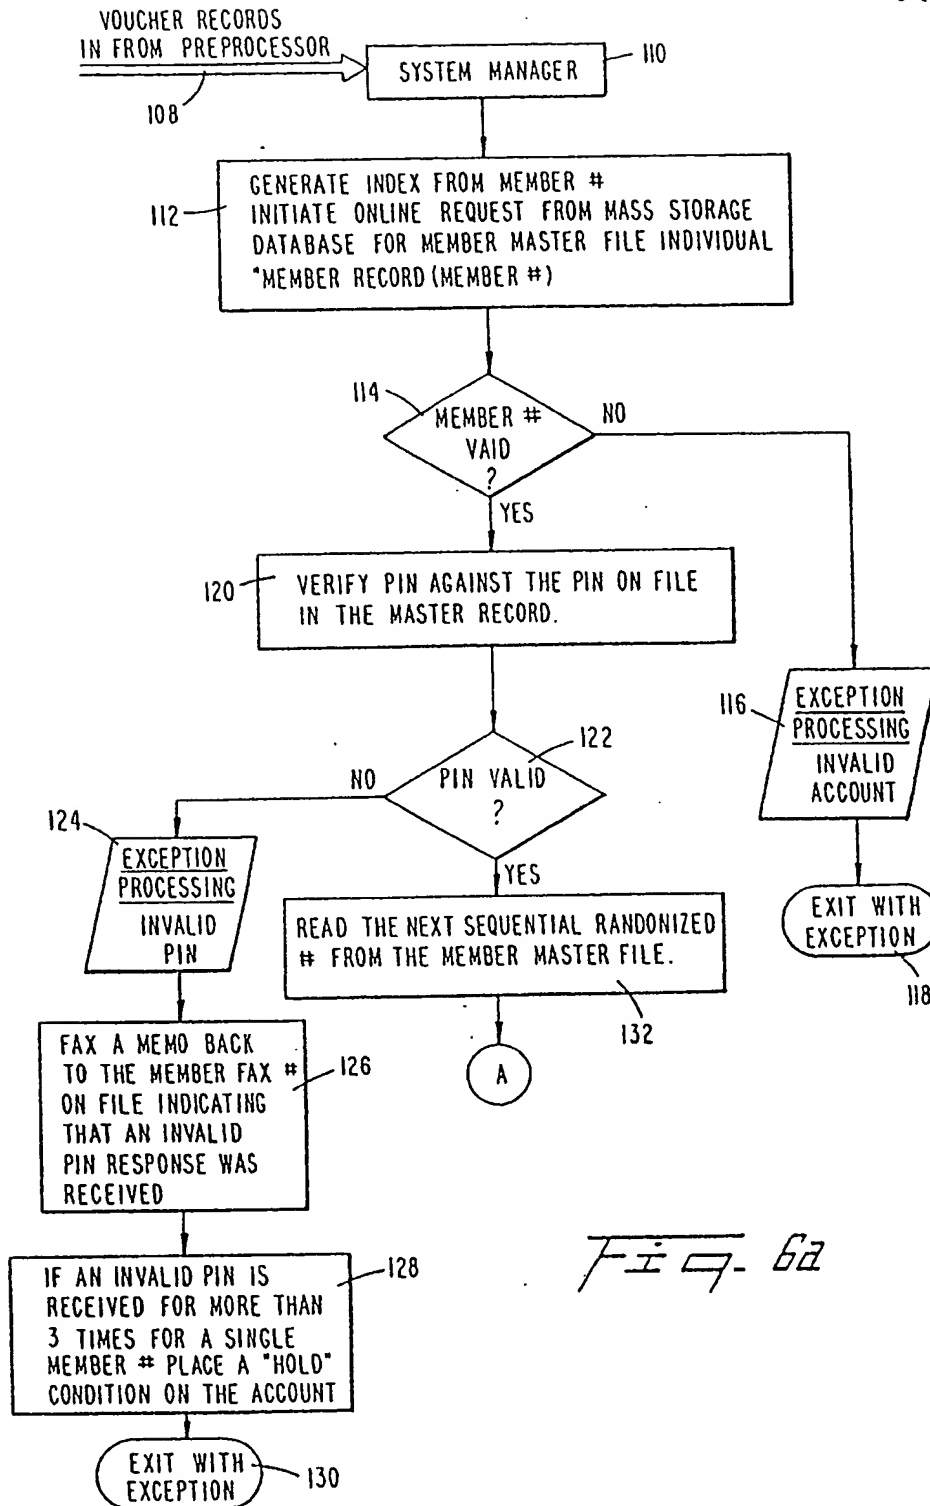 VOUCHER RECORDS
IN FROM PREPROCESSOR
108
SYSTEM MANAGER
110
112
GENERATE INDEX FROM MEMBER #
INITIATE ONLINE REQUEST FROM MASS STORAGE
DATABASE FOR MEMBER MASTER FILE INDIVIDUAL
"MEMBER RECORD (MEMBER #)
114
MEMBER #
VAID
?
NO
YES
120
VERIFY PIN AGAINST THE PIN ON FILE
IN THE MASTER RECORD.
116
EXCEPTION
PROCESSING
INVALID
ACCOUNT
122
PIN VALID
?
NO
YES
124
EXCEPTION
PROCESSING
INVALID
PIN
READ THE NEXT SEQUENTIAL RANDOMIZED
# FROM THE MEMBER MASTER FILE.
132
EXIT WITH
EXCEPTION
118
A
FAX A MEMO BACK
TO THE MEMBER FAX #
ON FILE INDICATING
THAT AN INVALID
PIN RESPONSE WAS
RECEIVED
126
IF AN INVALID PIN IS
RECEIVED FOR MORE THAN
3 TIMES FOR A SINGLE
MEMBER # PLACE A "HOLD"
CONDITION ON THE ACCOUNT
128
EXIT WITH
EXCEPTION
130
Fig. 6a